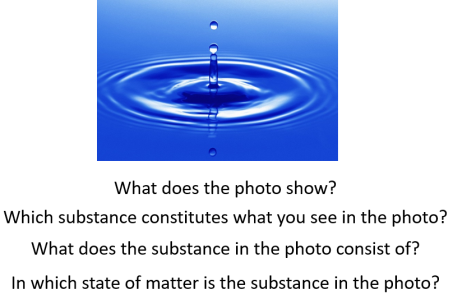 What does the photo show?
Which substance constitutes what you see in the photo?
What does the substance in the photo consist of?
In which state of matter is the substance in the photo?